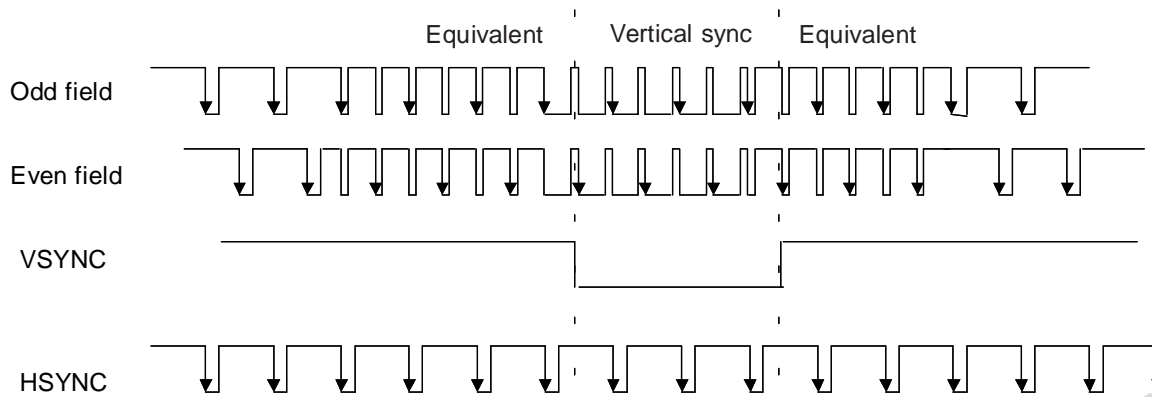 Equivalent Vertical sync Equivalent
Odd field
Even field
VSYNC
HSYNC